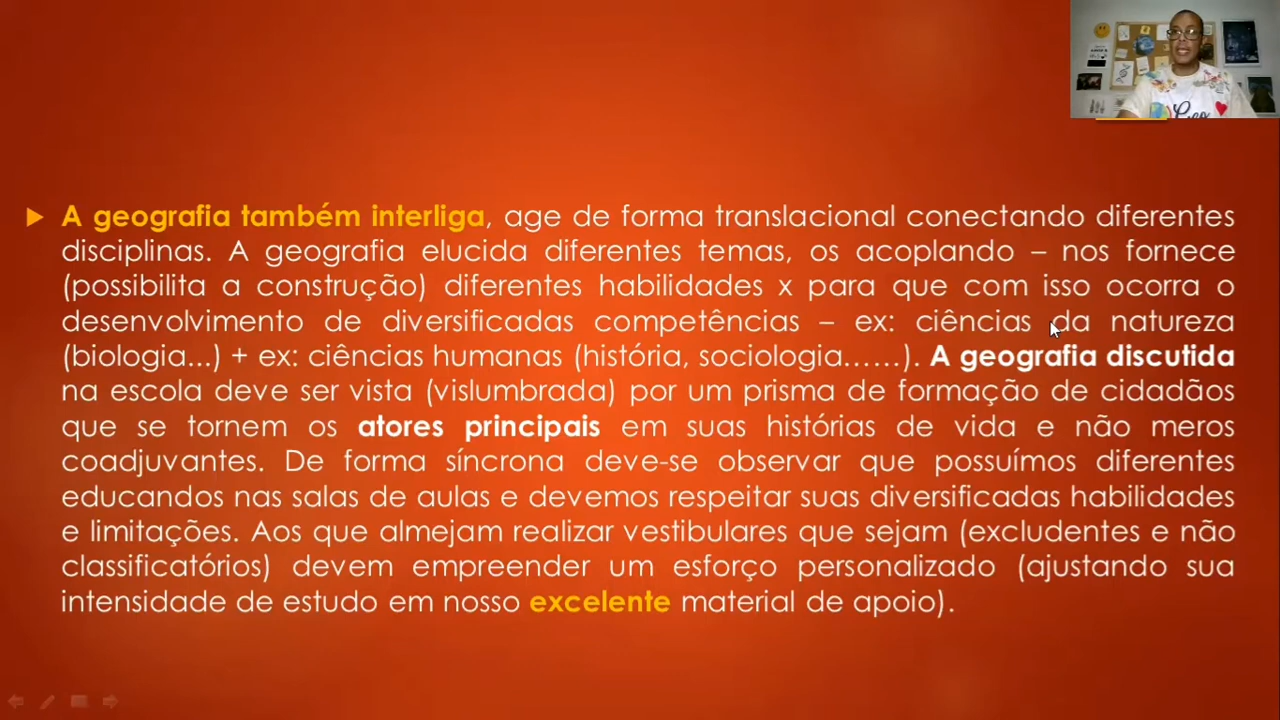 A geografia também interliga, age de forma translacional conectando diferentes
disciplinas. A geografia elucida diferentes temas, os acoplando – nos fornece
(possibilita a construção) diferentes habilidades x para que com isso ocorra o
desenvolvimento de diversificadas competências – ex: ciências da natureza
(biologia...) + ex: ciências humanas (história, sociologia......). A geografia discutida
na escola deve ser vista (vislumbrada) por um prisma de formação de cidadãos
que se tornem os atores principais em suas histórias de vida e não meros
coadjuvantes. De forma síncrona deve-se observar que possuímos diferentes
educandos nas salas de aulas e devemos respeitar suas diversificadas habilidades
e limitações. Aos que almejam realizar vestibulares que sejam (excludentes e não
classificatórios) devem empreender um esforço personalizado (ajustando sua
intensidade de estudo em nosso excelente material de apoio).